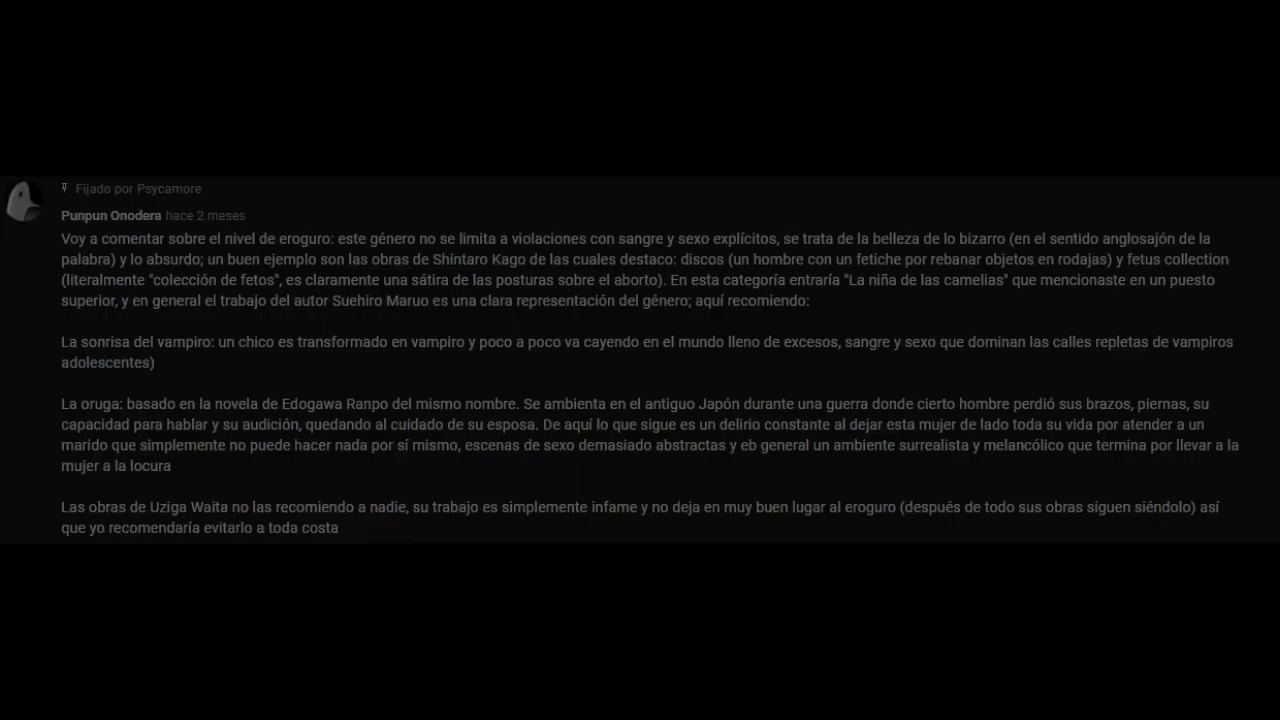 Fijado por Psycamore
Punpun Onodera hace 2 meses
Voy a comentar sobre el nivel de eroguro: este género no se limita a violaciones con sangre y sexo explícitos, se trata de la belleza de lo bizarro (en el sentido anglosajón de la
palabra) y lo absurdo; un buen ejemplo son las obras de Shintaro Kago de las cuales destaco: discos (un hombre con un fetiche por rebanar objetos en rodajas) y fetus collection
(literalmente "colección de fetos", es claramente una sátira de las posturas sobre el aborto). En esta categoría entraría "La niña de las camelias" que mencionaste en un puesto
superior, y en general el trabajo del autor Suehiro Maruo es una clara representación del género; aquí recomiendo:
La sonrisa del vampiro: un chico es transformado en vampiro y poco a poco va cayendo en el mundo lleno de excesos, sangre y sexo que dominan las calles repletas de vampiros
adolescentes)
La oruga: basado en la novela de Edogawa Ranpo del mismo nombre. Se ambienta en el antiguo Japón durante una guerra donde cierto hombre perdió sus brazos, piernas, su
capacidad para hablar y su audición, quedando al cuidado de su esposa. De aquí lo que sigue es un delirio constante al dejar esta mujer de lado toda su vida por atender a un
marido que simplemente no puede hacer nada por sí mismo, escenas de sexo demasiado abstractas y eb general un ambiente surrealista y melancólico que termina por llevar a la
mujer a la locura
Las obras de Uziga Waita no las recomiendo a nadie, su trabajo es simplemente infame y no deja en muy buen lugar al eroguro (después de todo sus obras siguen siéndolo) así
que yo recomendaría evitarlo a toda costa